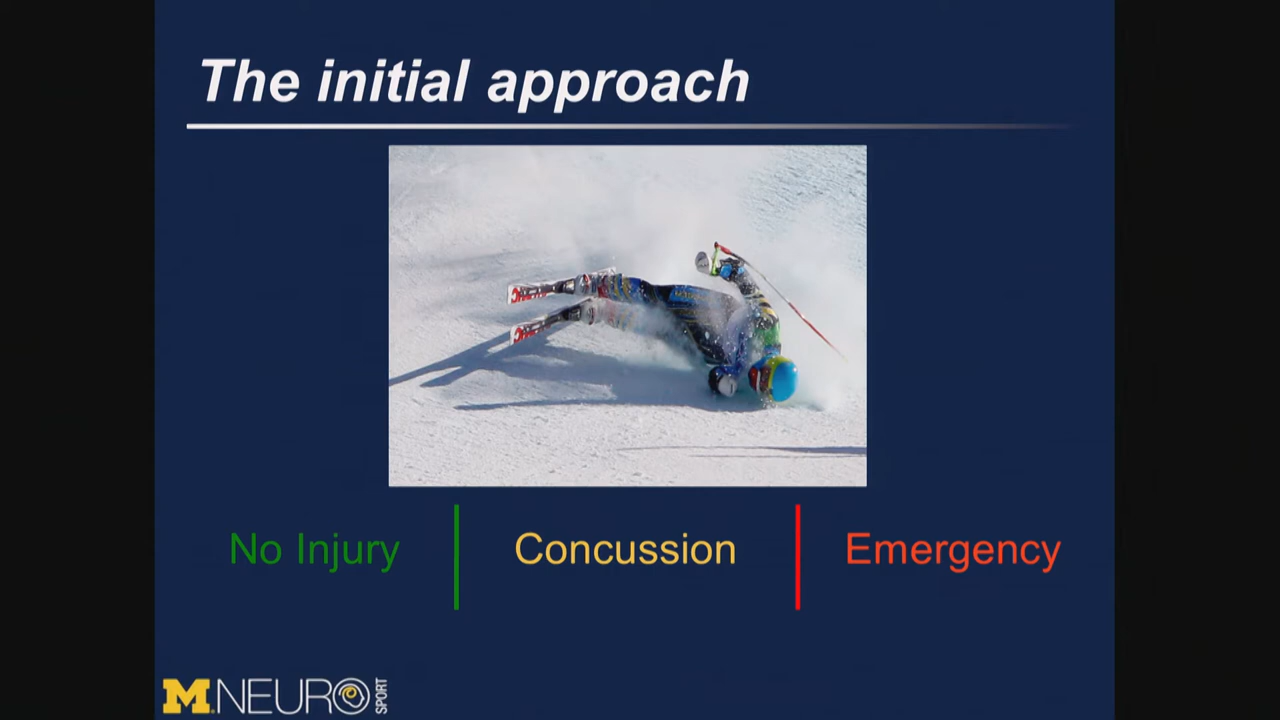 The initial approach
No Injury
Concussion
Emergency
M NEURO SPORT